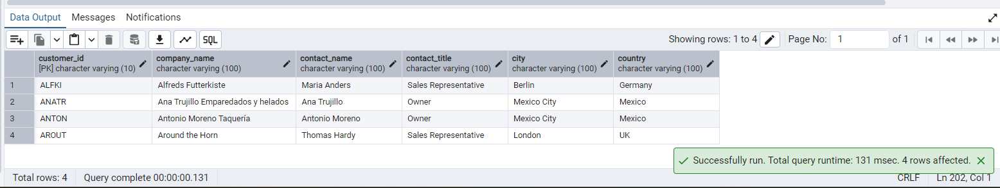 Data Output Messages Notifications
SQL Showing rows: 1 to 4 Page No: 1 of 1
customer_id company_name contact_name contact_title city country
[PK] character varying (10) character varying (100) character varying (100) character varying (100) character varying (100) character varying (100)
1 ALFKI Alfreds Futterkiste Maria Anders Sales Representative Berlin Germany
2 ANATR Ana Trujillo Emparedados y helados Ana Trujillo Owner Mexico City Mexico
3 ANTON Antonio Moreno Taquería Antonio Moreno Owner Mexico City Mexico
4 AROUT Around the Horn Thomas Hardy Sales Representative London UK
Successfully run. Total query runtime: 131 msec. 4 rows affected.
Total rows: 4 Query complete 00:00:00.131 CRLF Ln 202, Col 1